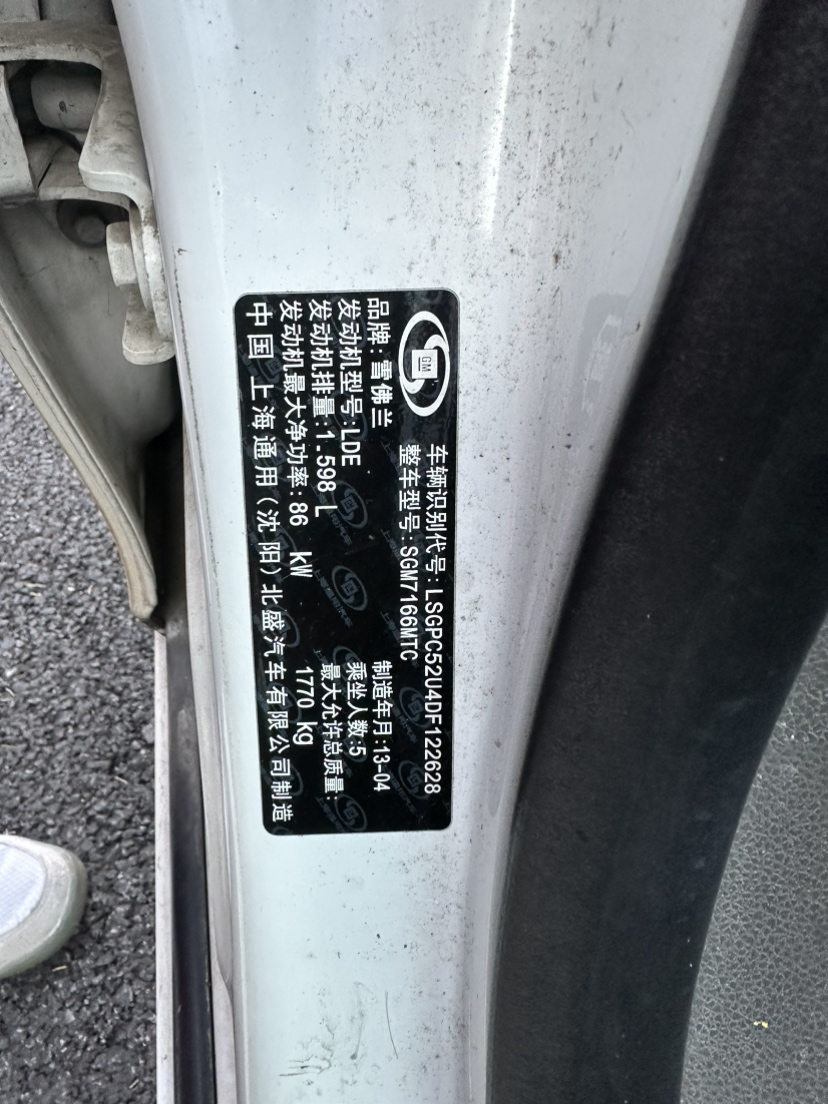 GM
车辆识别代号:LSGPC52U4DF122628
整车型号:SGM7166MTC
品牌:雪佛兰
制造年月:13-04
发动机型号:LDE
乘坐人数:5
发动机排量:1.598 L
最大允许总质量:
发动机最大净功率:86 kW
1770 kg
中国 上海通用(沈阳)北盛汽车有限公司制造